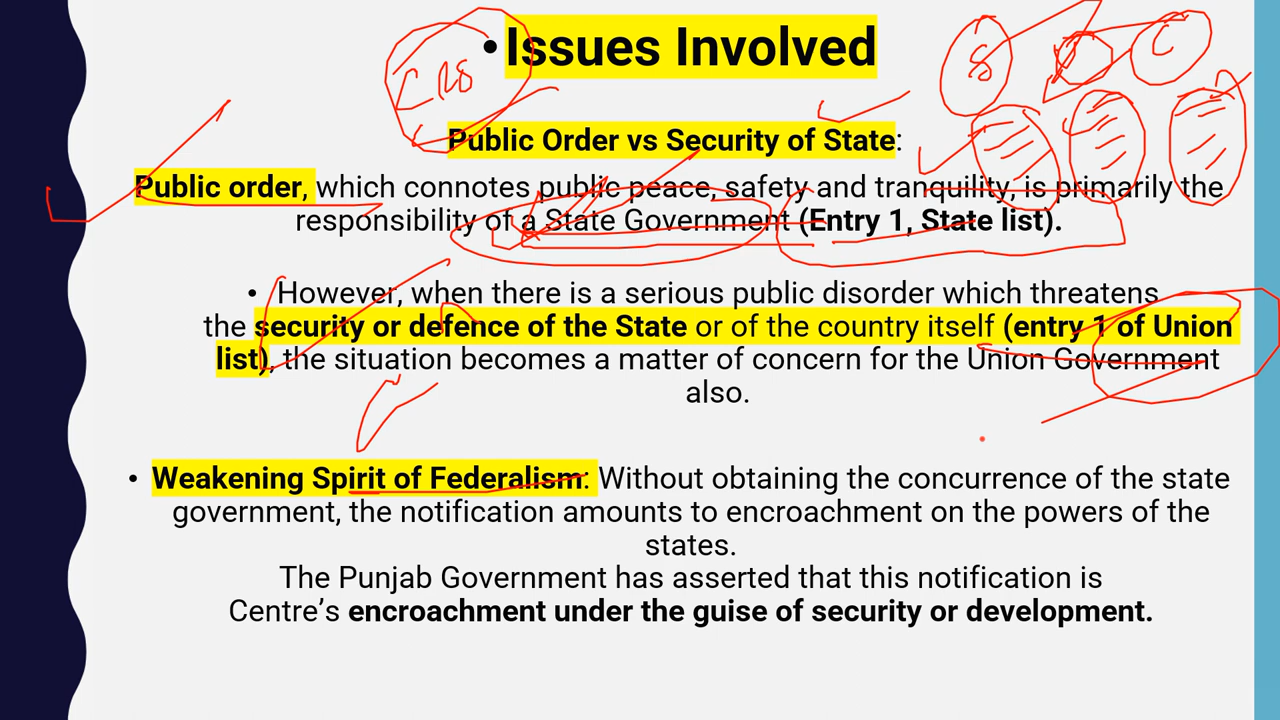 • Issues Involved
Public Order vs Security of State:
Public order, which connotes public peace, safety and tranquility, is primarily the
responsibility of a State Government (Entry 1, State list).
• However, when there is a serious public disorder which threatens
the security or defence of the State or of the country itself (entry 1 of Union
list), the situation becomes a matter of concern for the Union Government
also.
• Weakening Spirit of Federalism: Without obtaining the concurrence of the state
government, the notification amounts to encroachment on the powers of the
states.
The Punjab Government has asserted that this notification is
Centre’s encroachment under the guise of security or development.